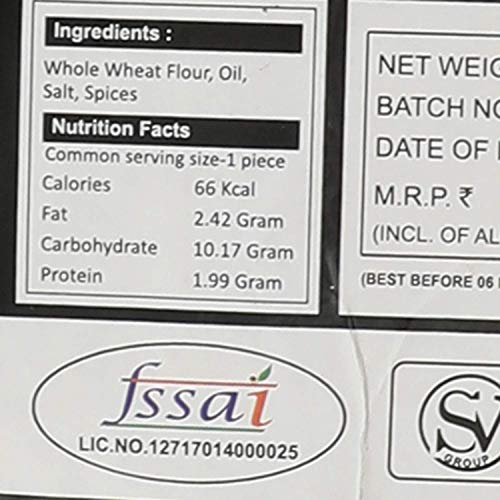 Ingredients :
Whole Wheat Flour, Oil,
Salt, Spices
Nutrition Facts
Common serving size-1 piece
Calories 66 Kcal
Fat 2.42 Gram
Carbohydrate 10.17 Gram
Protein 1.99 Gram
NET WEIG
BATCH NO
DATE OF
M.R.P. ₹
(INCL. OF AL
(BEST BEFORE 06
fssai
LIC.NO.12717014000025
SV
GROUP